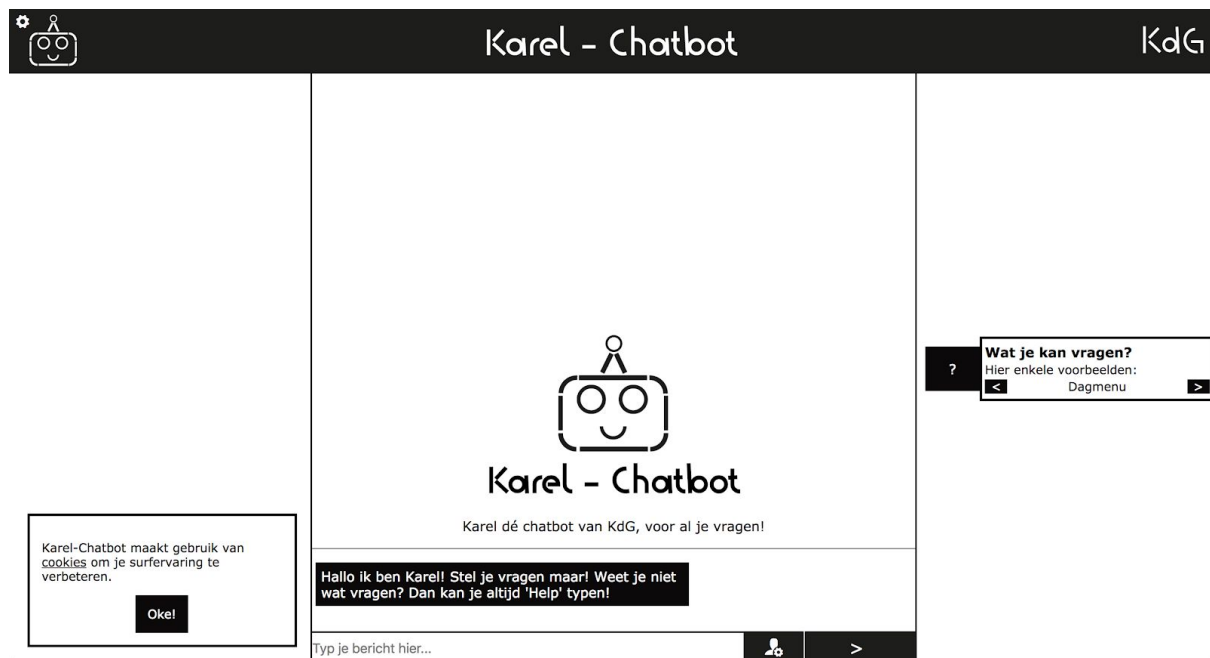 Karel - Chatbot
KdG
Karel - Chatbot
Karel dé chatbot van KdG, voor al je vragen!
Hallo ik ben Karel! Stel je vragen maar! Weet je niet
wat vragen? Dan kan je altijd 'Help' typen!
Typ je bericht hier...
>
Karel-Chatbot maakt gebruik van
cookies om je surfervaring te
verbeteren.
Oke!
?
Wat je kan vragen?
Hier enkele voorbeelden:
< Dagmenu >